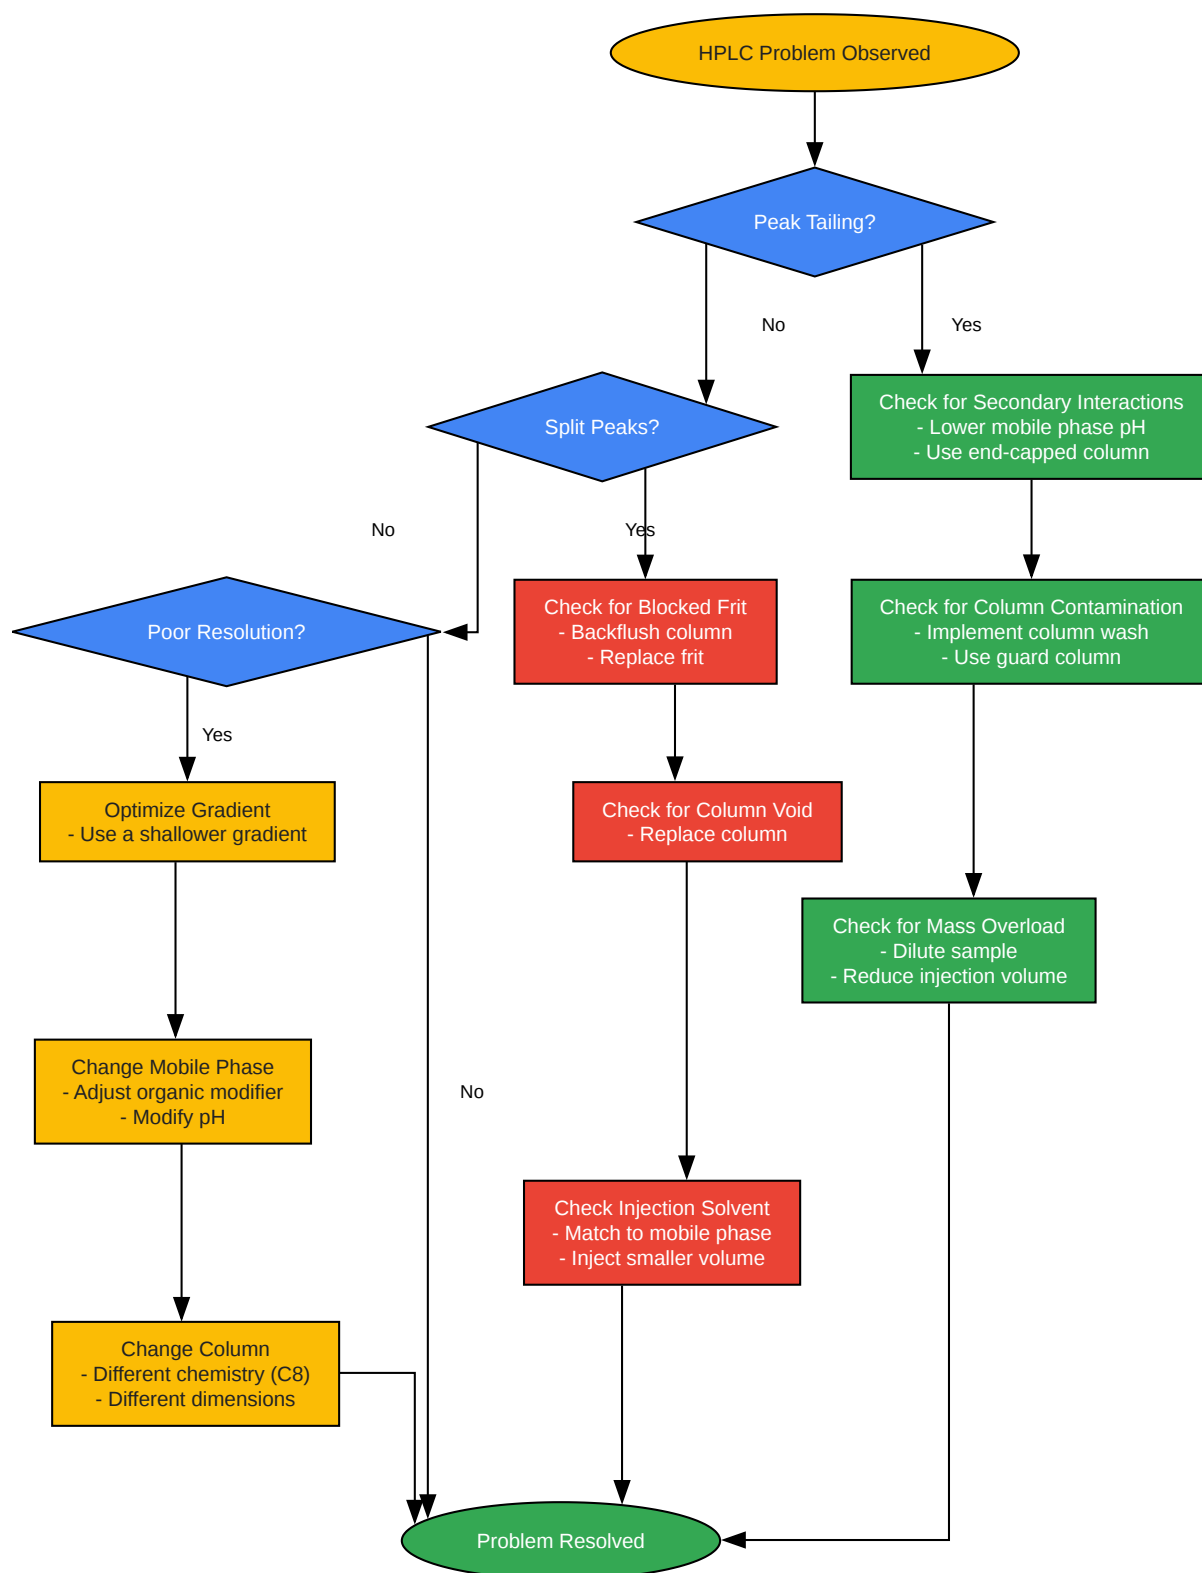 HPLC Problem Observed
Peak Tailing?
No
Yes
Split Peaks?
Check for Secondary Interactions
- Lower mobile phase pH
- Use end-capped column
No
Yes
Poor Resolution?
Check for Blocked Frit
- Backflush column
- Replace frit
Check for Column Contamination
- Implement column wash
- Use guard column
Yes
Optimize Gradient
- Use a shallower gradient
Check for Column Void
- Replace column
Check for Mass Overload
- Dilute sample
- Reduce injection volume
Change Mobile Phase
- Adjust organic modifier
- Modify pH
No
Check Injection Solvent
- Match to mobile phase
- Inject smaller volume
Change Column
- Different chemistry (C8)
- Different dimensions
Problem Resolved